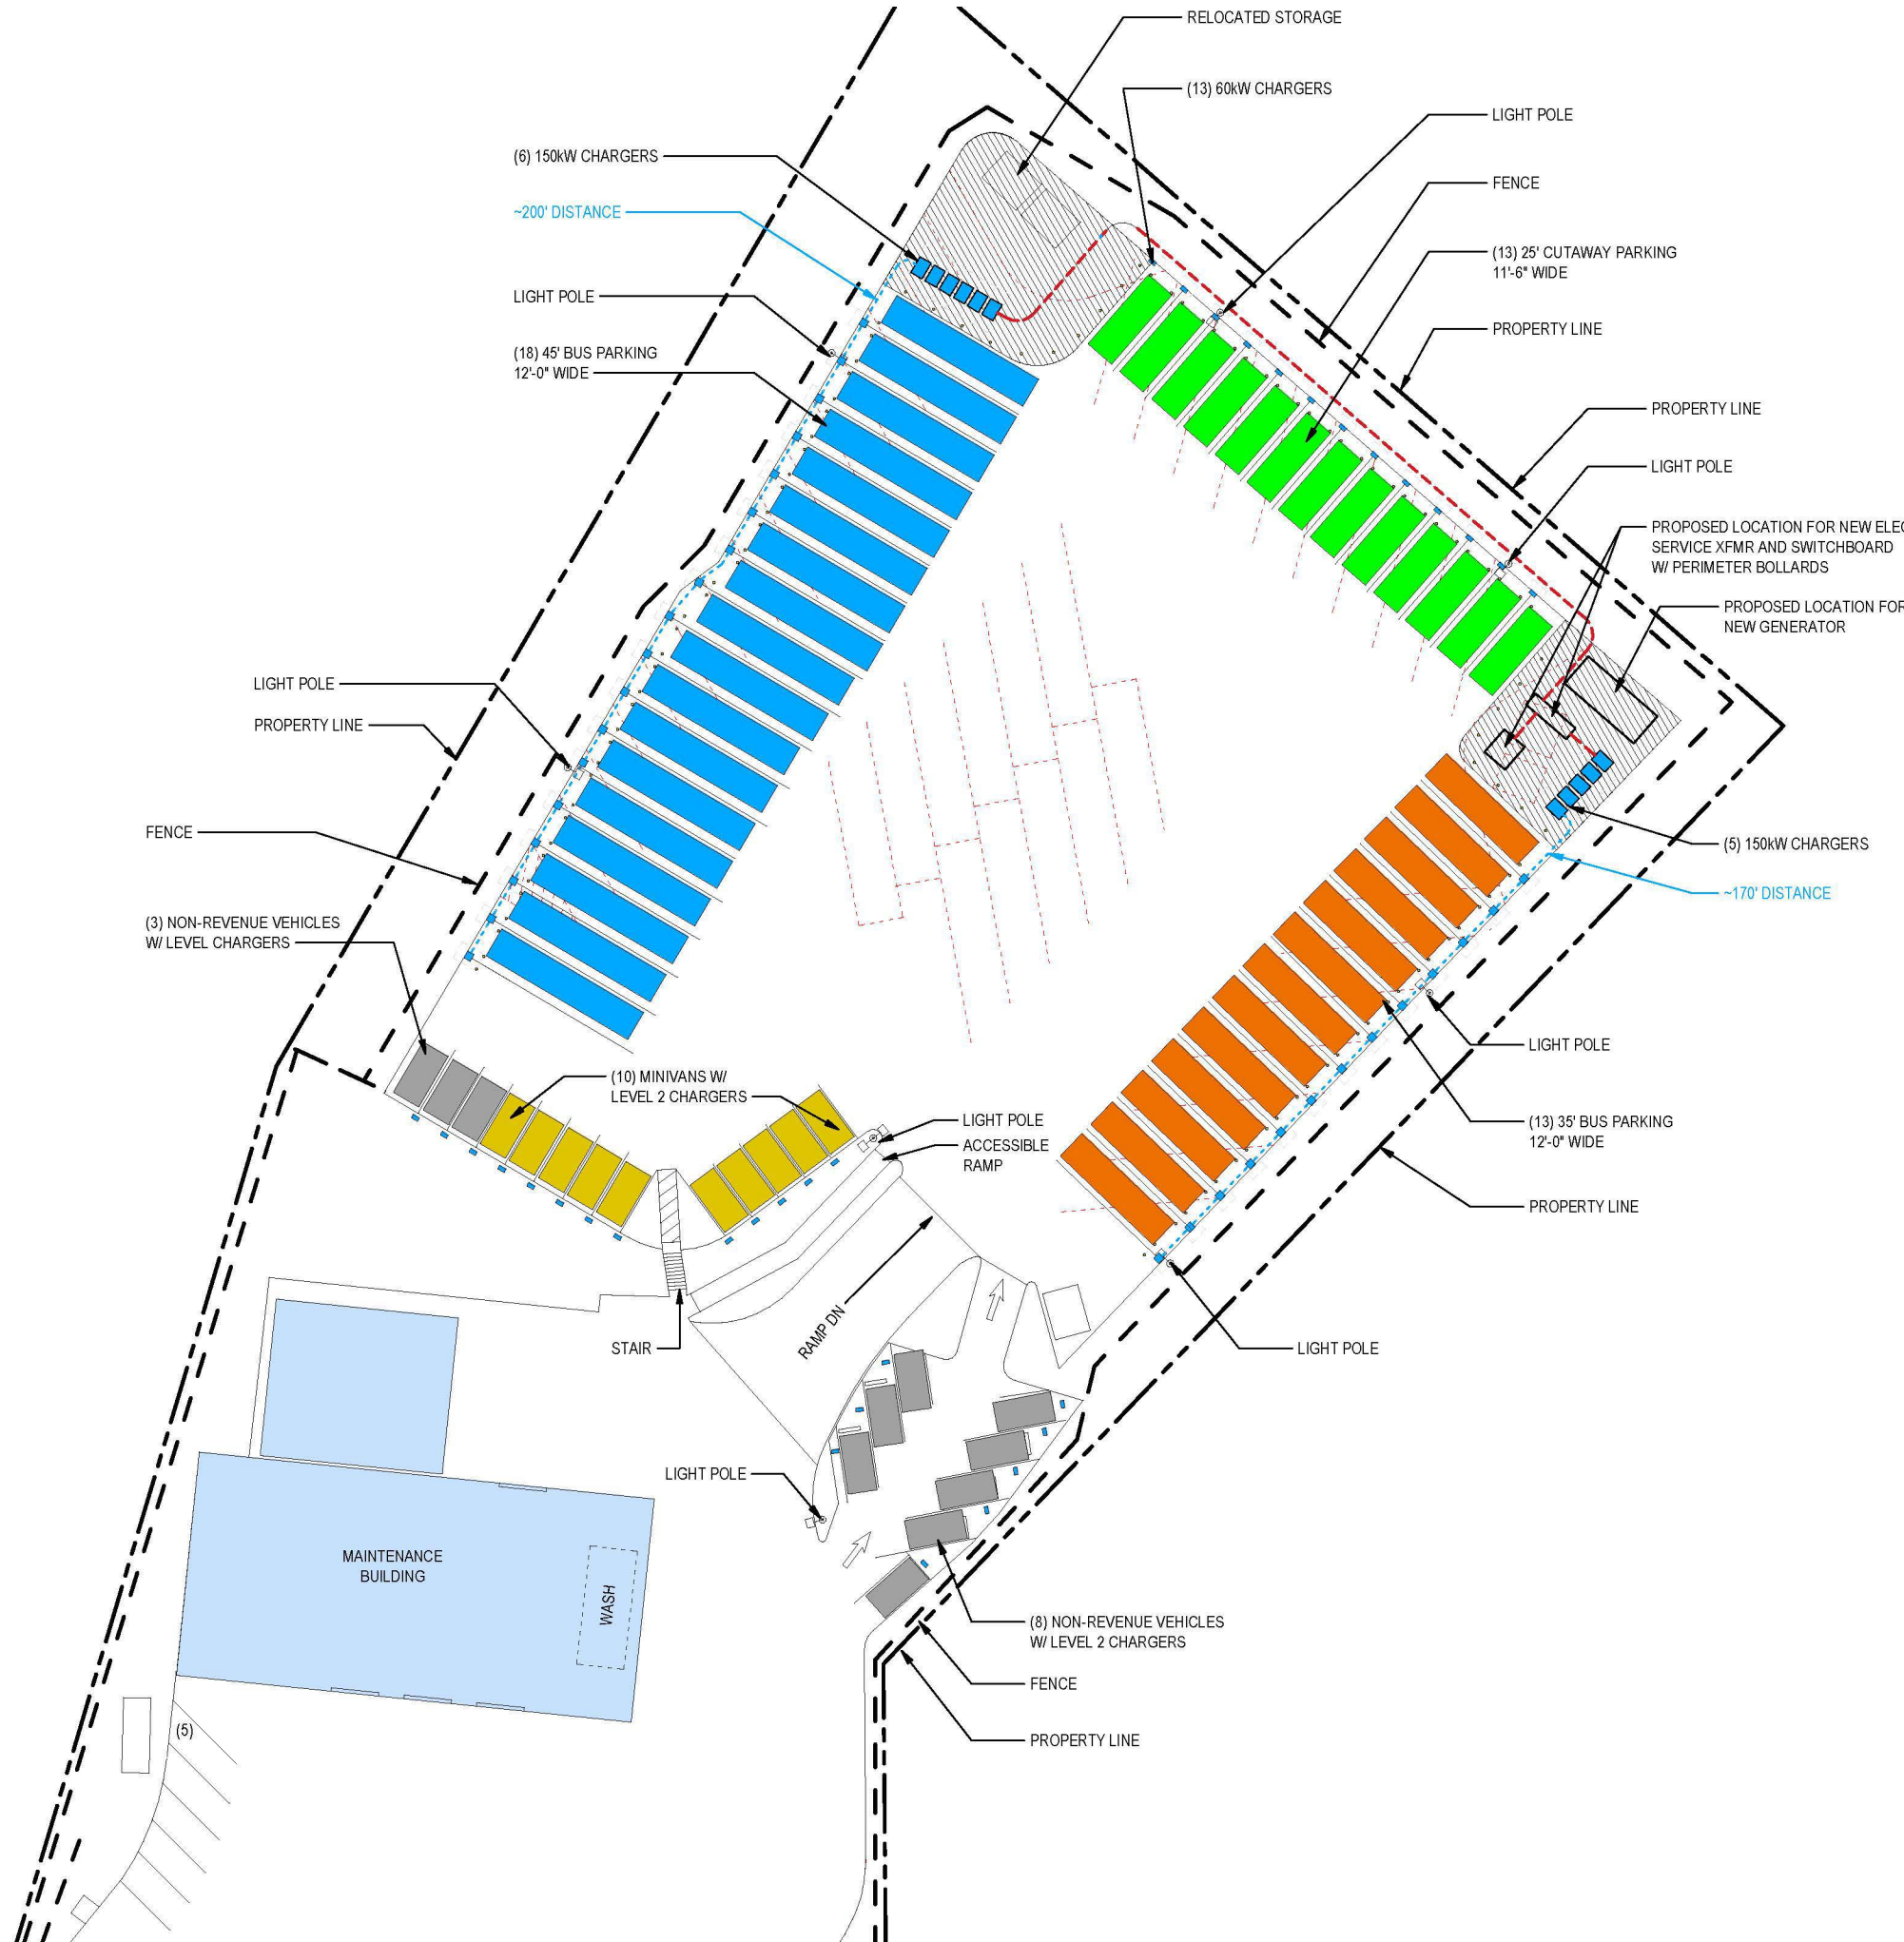 RELOCATED STORAGE
(13) 60kW CHARGERS
LIGHT POLE
(6) 150kW CHARGERS
FENCE
~200' DISTANCE
(13) 25' CUTAWAY PARKING
11'-6" WIDE
LIGHT POLE
PROPERTY LINE
(18) 45' BUS PARKING
12'-0" WIDE
PROPERTY LINE
LIGHT POLE
PROPOSED LOCATION FOR NEW ELEC
SERVICE XFMR AND SWITCHBOARD
W/ PERIMETER BOLLARDS
PROPOSED LOCATION FOR
NEW GENERATOR
LIGHT POLE
PROPERTY LINE
FENCE
(5) 150kW CHARGERS
~170' DISTANCE
(3) NON-REVENUE VEHICLES
W/ LEVEL CHARGERS
LIGHT POLE
(10) MINIVANS W/
LEVEL 2 CHARGERS
LIGHT POLE
ACCESSIBLE
RAMP
(13) 35' BUS PARKING
12'-0" WIDE
PROPERTY LINE
RAMP DN
STAIR
LIGHT POLE
LIGHT POLE
MAINTENANCE
BUILDING
WASH
(8) NON-REVENUE VEHICLES
W/ LEVEL 2 CHARGERS
FENCE
(5)
PROPERTY LINE